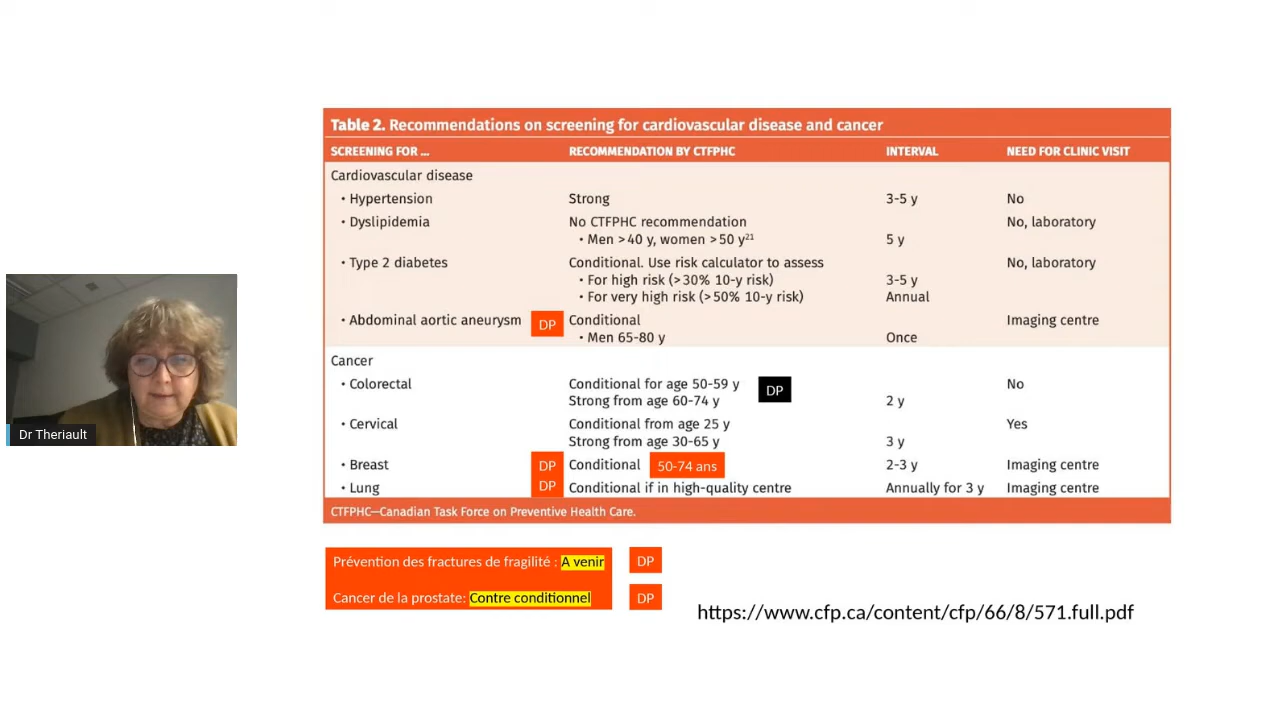 Table 2. Recommendations on screening for cardiovascular disease and cancer
SCREENING FOR ... RECOMMENDATION BY CTFPHC INTERVAL NEED FOR CLINIC VISIT
Cardiovascular disease
• Hypertension Strong 3-5 y No
• Dyslipidemia No CTFPHC recommendation No, laboratory
• Men >40 y, women >50 y²¹ 5 y
• Type 2 diabetes Conditional. Use risk calculator to assess No, laboratory
• For high risk (>30% 10-y risk) 3-5 y
• For very high risk (>50% 10-y risk) Annual
• Abdominal aortic aneurysm DP Conditional Imaging centre
• Men 65-80 y Once
Cancer
• Colorectal Conditional for age 50-59 y DP No
Strong from age 60-74 y 2 y
• Cervical Conditional from age 25 y Yes
Strong from age 30-65 y 3 y
• Breast DP Conditional 50-74 ans 2-3 y Imaging centre
• Lung DP Conditional if in high-quality centre Annually for 3 y Imaging centre
CTFPHC—Canadian Task Force on Preventive Health Care.
Dr Theriault
Prévention des fractures de fragilité : A venir DP
Cancer de la prostate: Contre conditionnel DP
https://www.cfp.ca/content/cfp/66/8/571.full.pdf